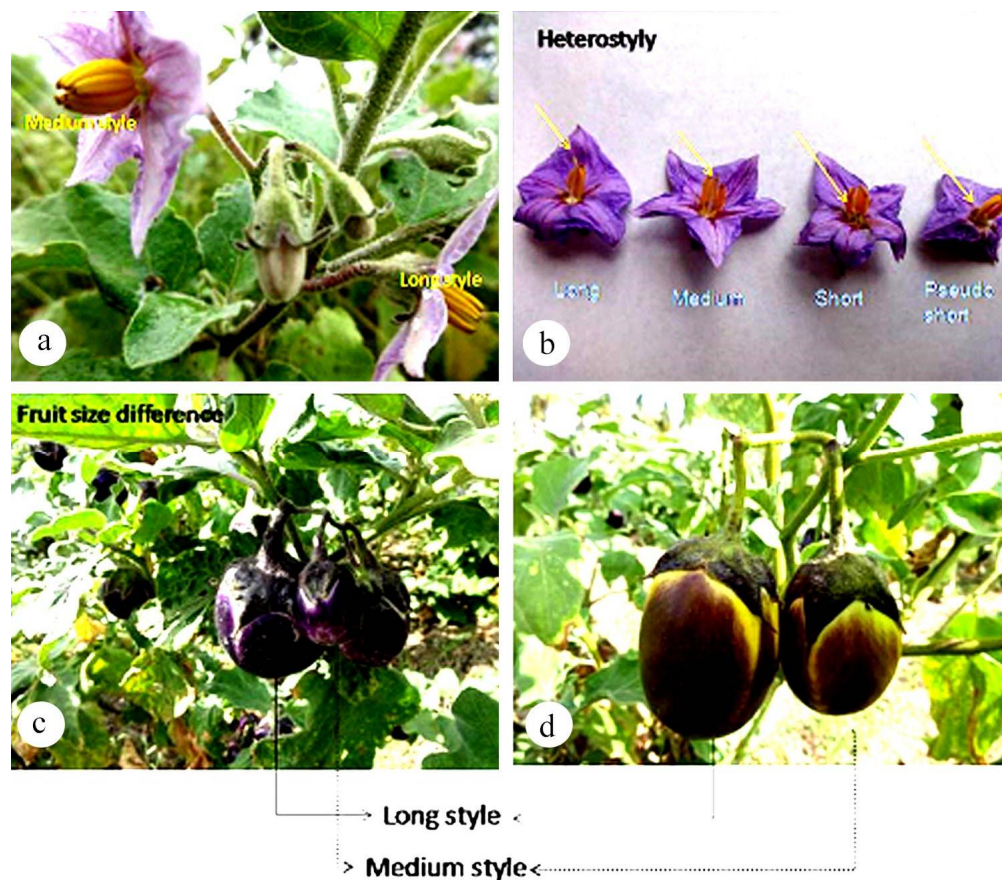 Medium style
Long style
a
Heterostyly
Long
Medium
Short
Pseudo
short
b
Fruit size difference
c
d
Long style
Medium style